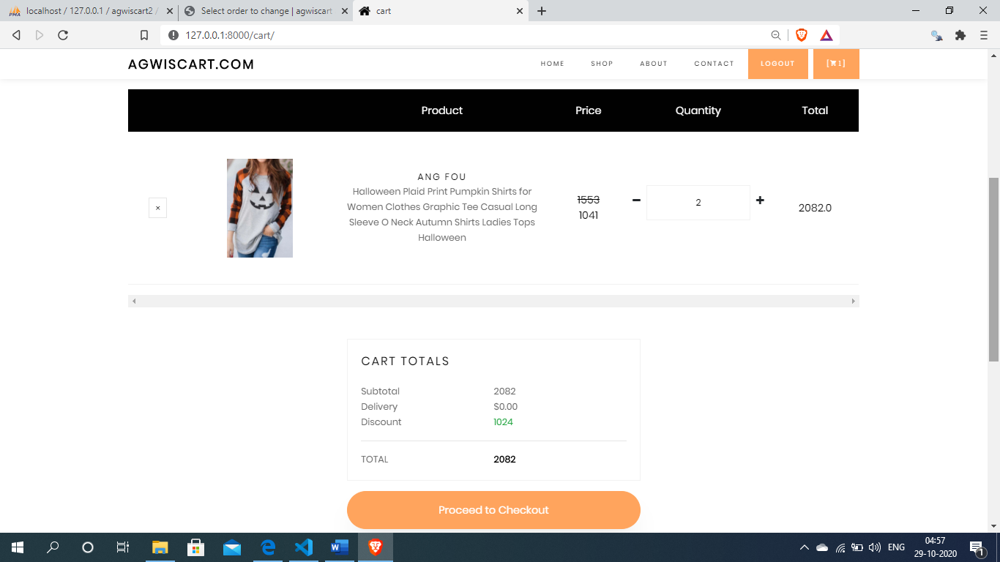 localhost / 127.0.0.1 / agwiscart2 /
Select order to change | agwiscart
cart
127.0.0.1:8000/cart/
AGWISCART.COM
HOME
SHOP
ABOUT
CONTACT
LOGOUT
[1]
Product Price Quantity Total
×
ANG FOU
Halloween Plaid Print Pumpkin Shirts for
Women Clothes Graphic Tee Casual Long
Sleeve O Neck Autumn Shirts Ladies Tops
Halloween
1553
1041
2
2082.0
CART TOTALS
Subtotal 2082
Delivery $0.00
Discount 1024
TOTAL 2082
Proceed to Checkout
ENG
04:57
29-10-2020
1